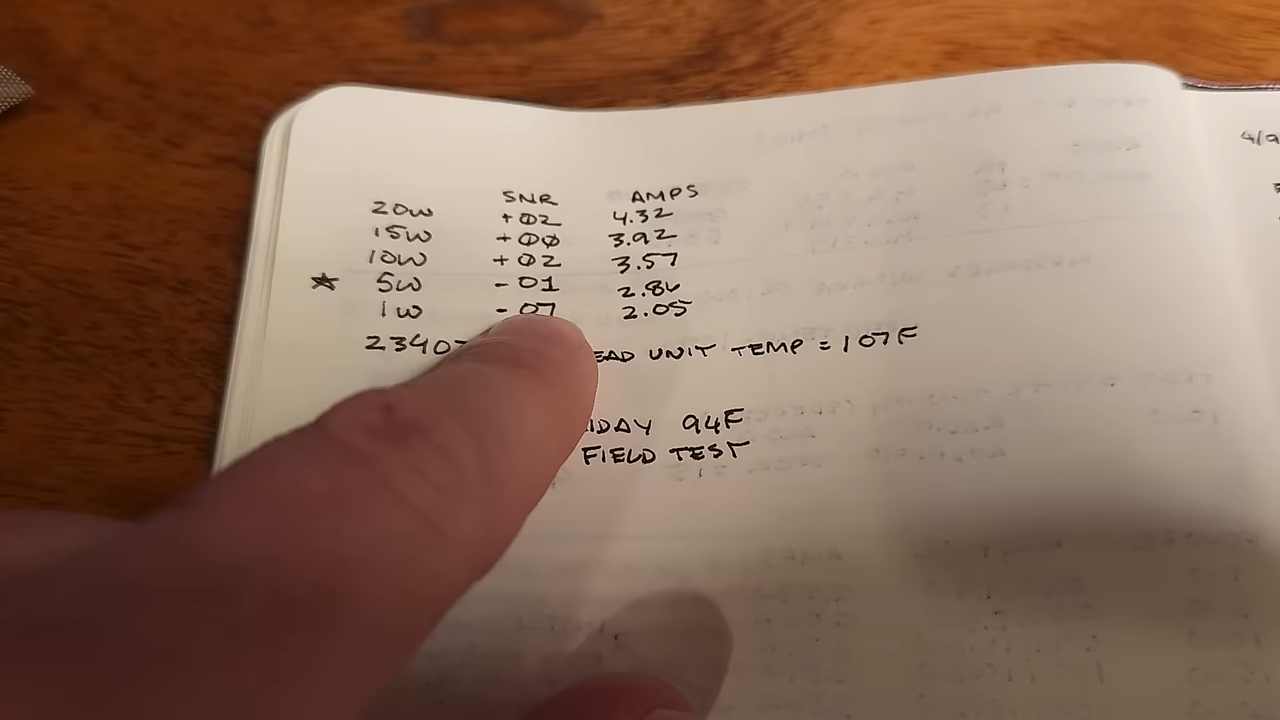 SNR AMPS
20W +02 4.32
15W +00 3.92
10W +02 3.57
★ 5W -01 2.86
1W -07 2.05
UNIT TEMP = 107F
94F
FIELD TEST